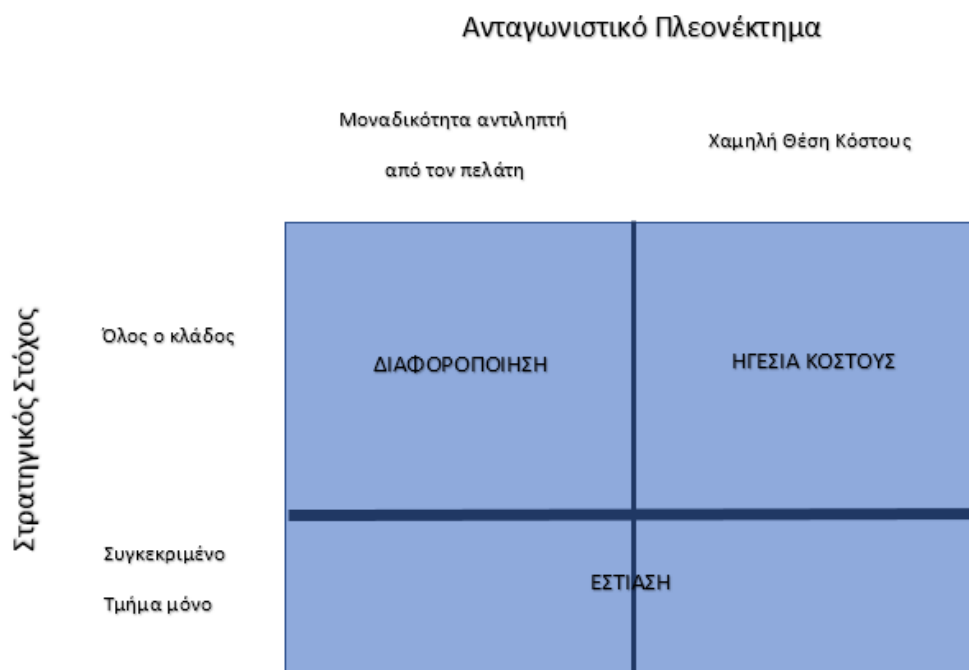 Ανταγωνιστικό Πλεονέκτημα
Μοναδικότητα αντιληπτή
από τον πελάτη
Χαμηλή Θέση Κόστους
Στρατηγικός Στόχος
Όλος ο κλάδος
ΔΙΑΦΟΡΟΠΟΙΗΣΗ
ΗΓΕΣΙΑ ΚΟΣΤΟΥΣ
Συγκεκριμένο
Τμήμα μόνο
ΕΣΤΙΑΣΗ